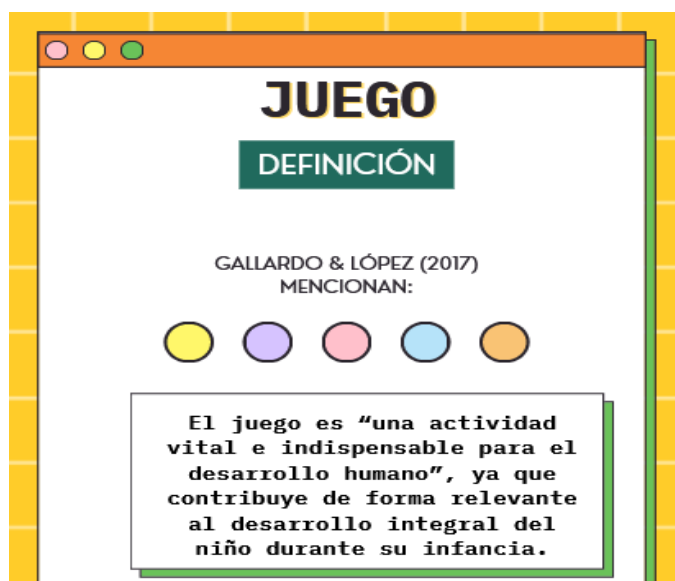 JUEGO
DEFINICIÓN
GALLARDO & LÓPEZ (2017)
MENCIONAN:
El juego es “una actividad
vital e indispensable para el
desarrollo humano”, ya que
contribuye de forma relevante
al desarrollo integral del
niño durante su infancia.